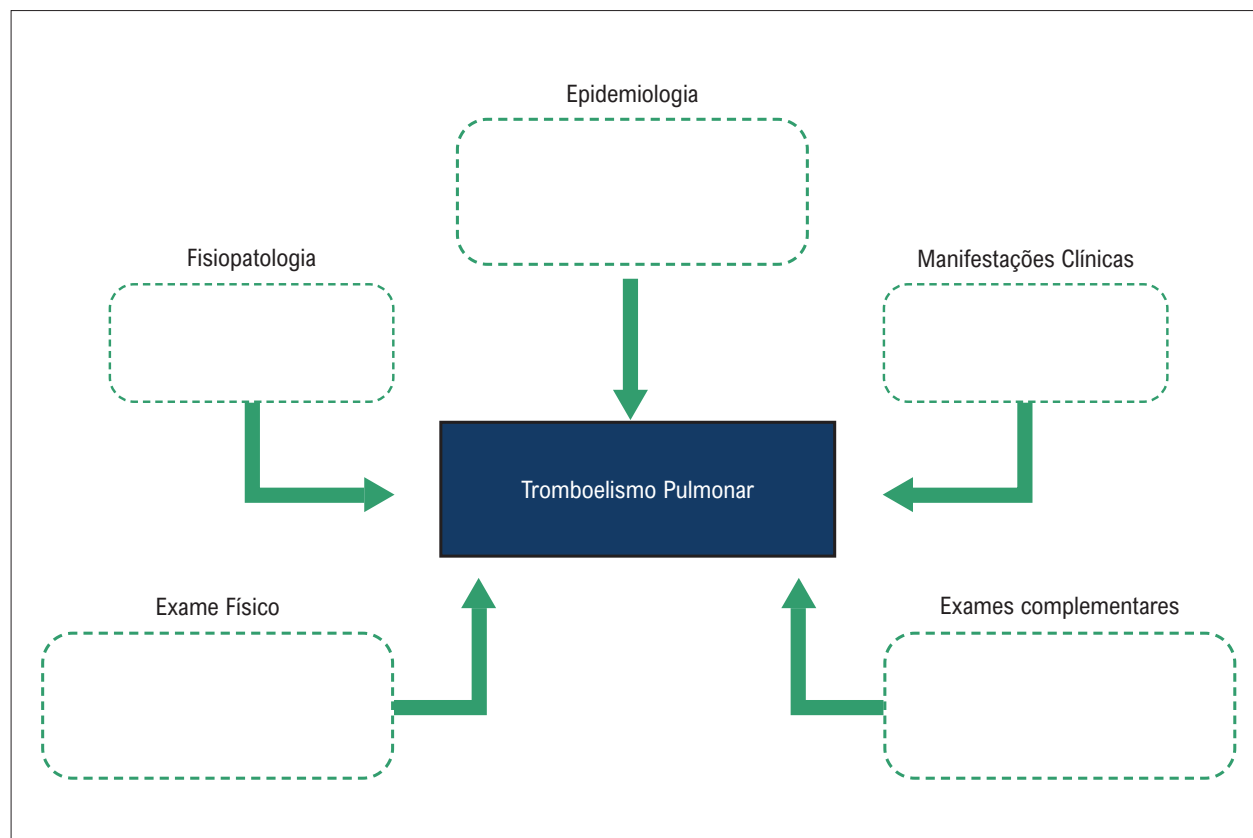 Epidemiologia
Fisiopatologia
Manifestações Clínicas
Tromboelismo Pulmonar
Exame Físico
Exames complementares